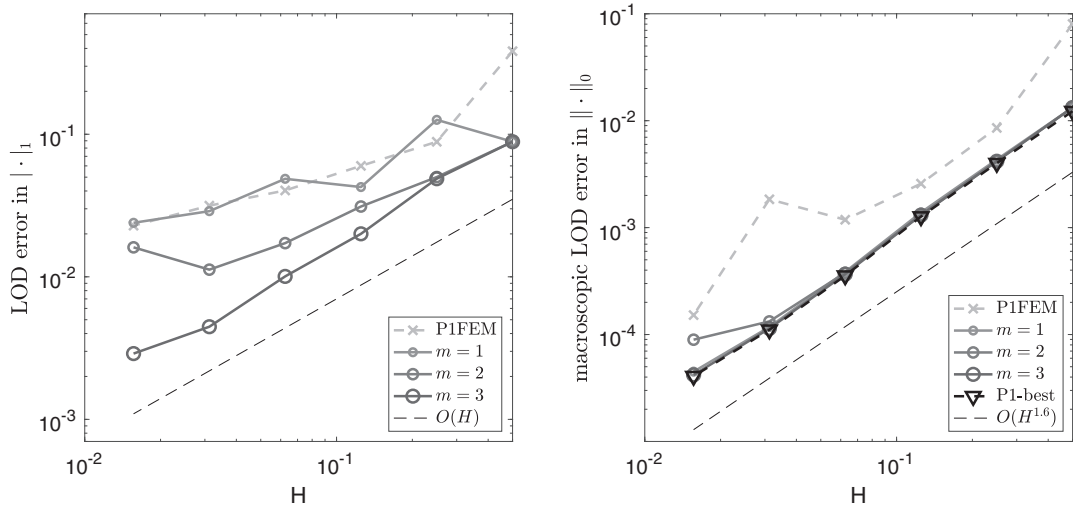 LOD error in | · |₁
10⁻¹
10⁻²
10⁻³
10⁻²
10⁻¹
H
P1FEM
m = 1
m = 2
m = 3
O(H)
macroscopic LOD error in ‖ · ‖₀
10⁻¹
10⁻²
10⁻³
10⁻⁴
10⁻²
10⁻¹
H
P1FEM
m = 1
m = 2
m = 3
P1-best
O(H¹·⁶)